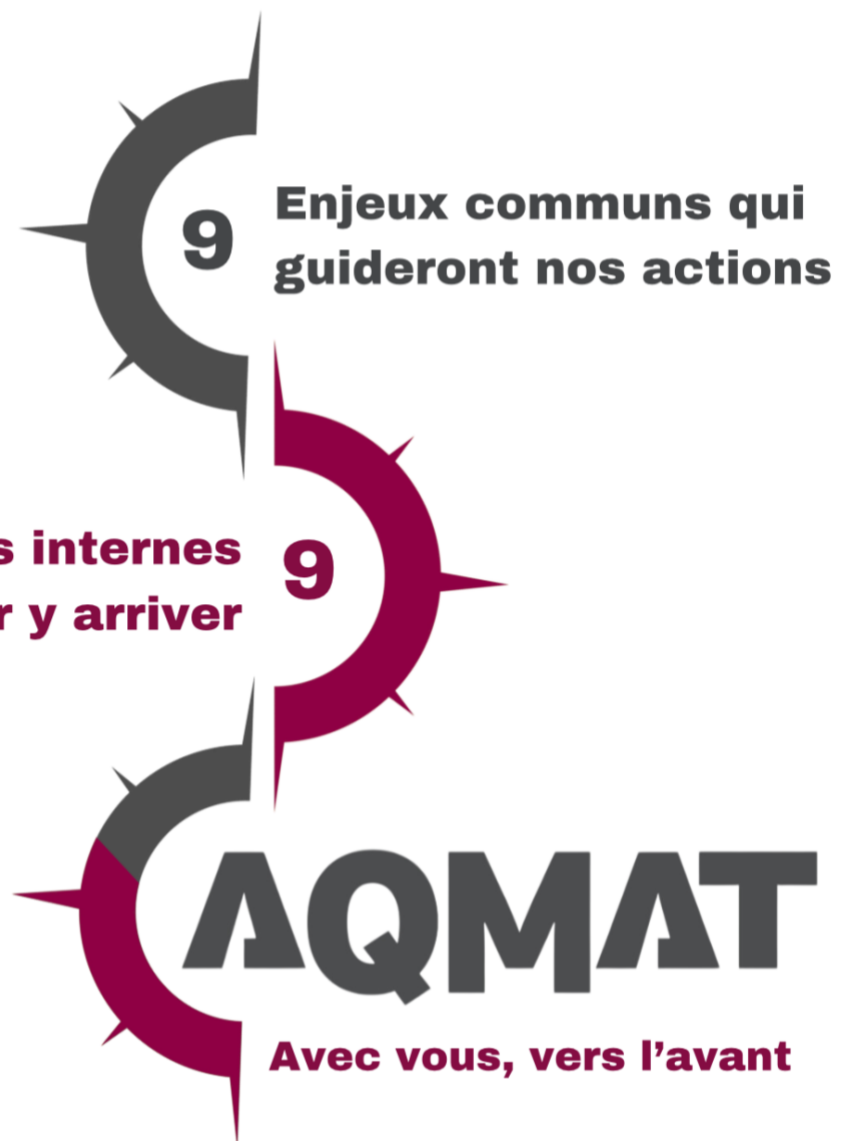 9
Enjeux communs qui
guideront nos actions
internes
9
y arriver
AQMAT
Avec vous, vers l’avant